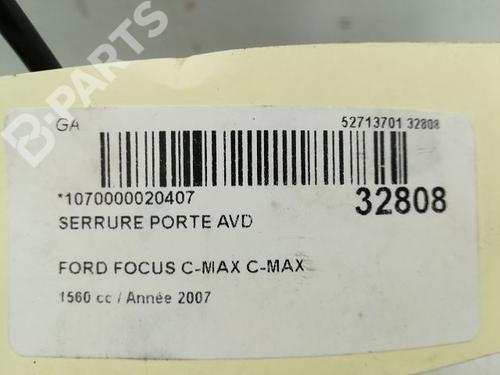 B-PARTS
GA
52713701 32808
*1070000020407
32808
SERRURE PORTE AVD
FORD FOCUS C-MAX C-MAX
1560 cc / Année 2007